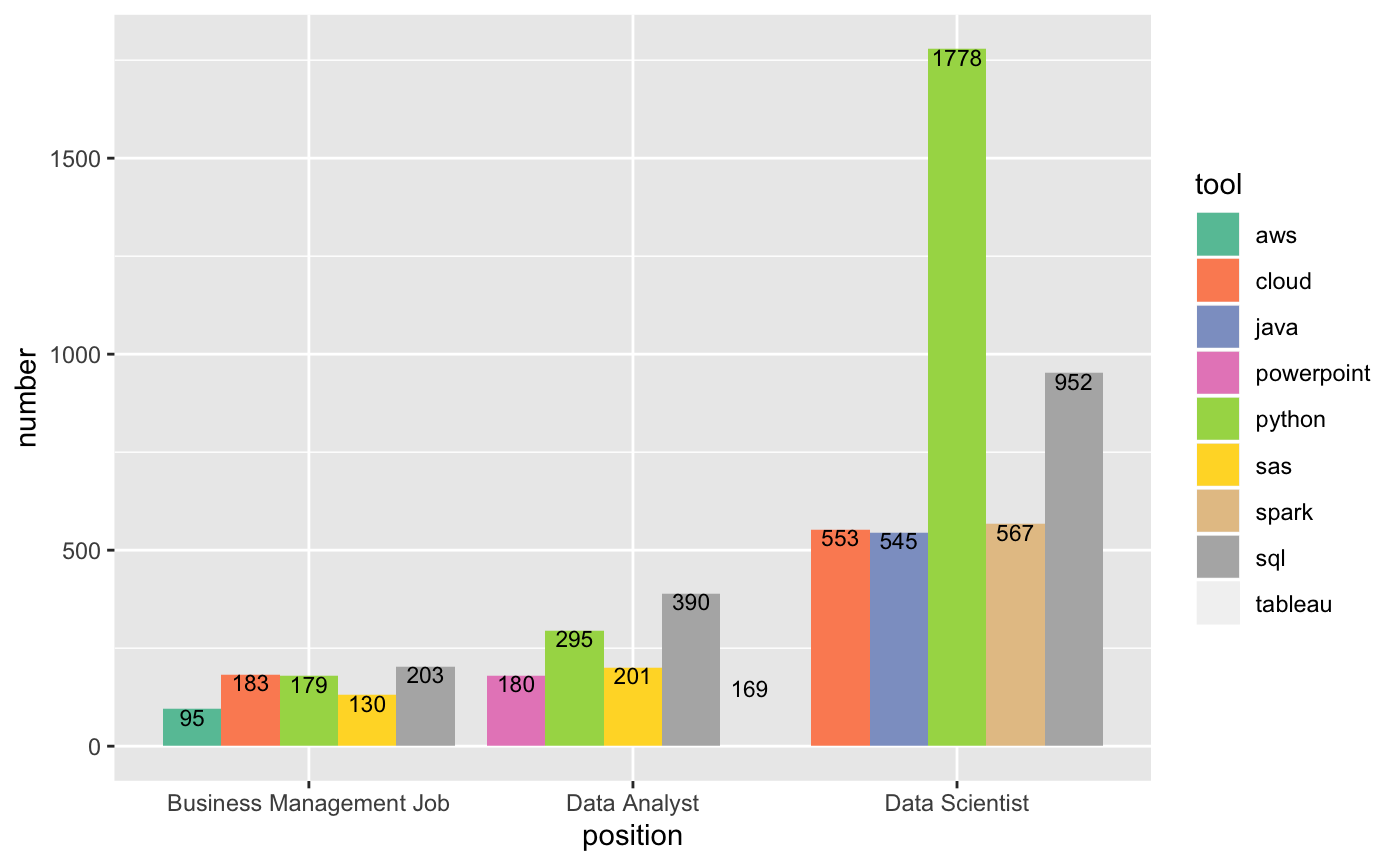 number
1500
1000
500
0
95
183
179
130
203
180
295
201
390
169
553
545
1778
567
952
Business Management Job
Data Analyst
Data Scientist
position
tool
aws
cloud
java
powerpoint
python
sas
spark
sql
tableau